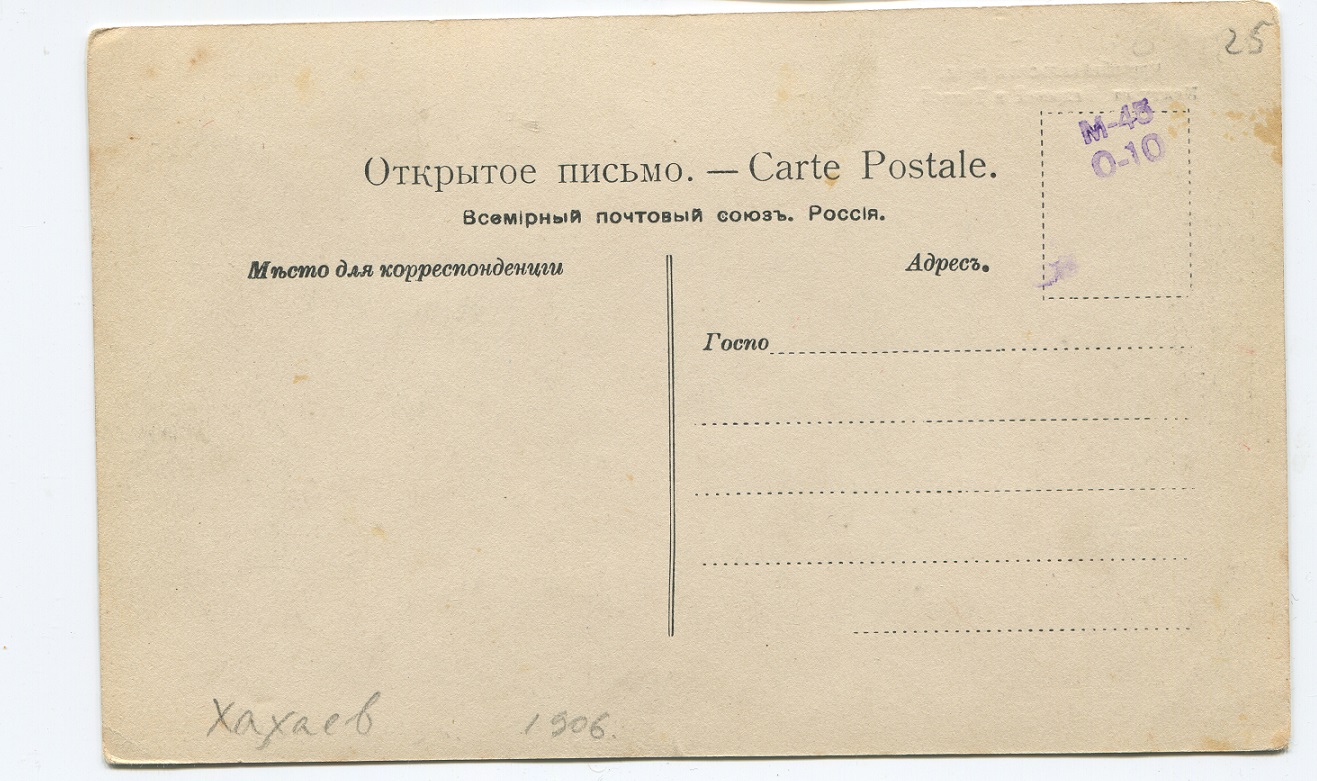 25
М-45
0-10
Открытое письмо. — Carte Postale.
Всемірный почтовый союзъ. Россія.
Мѣсто для корреспонденціи
Адресъ.
Госпо
Хахаев 1906.